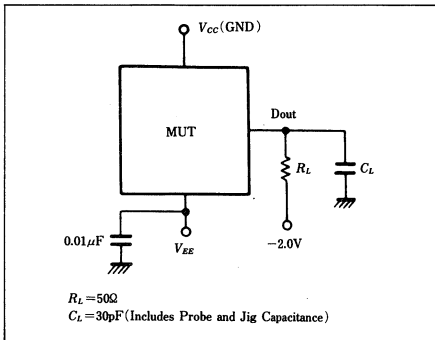 VCC(GND)
Dout
MUT
RL
CL
0.01μF
VEE
−2.0V
RL=50Ω
CL=30pF(Includes Probe and Jig Capacitance)